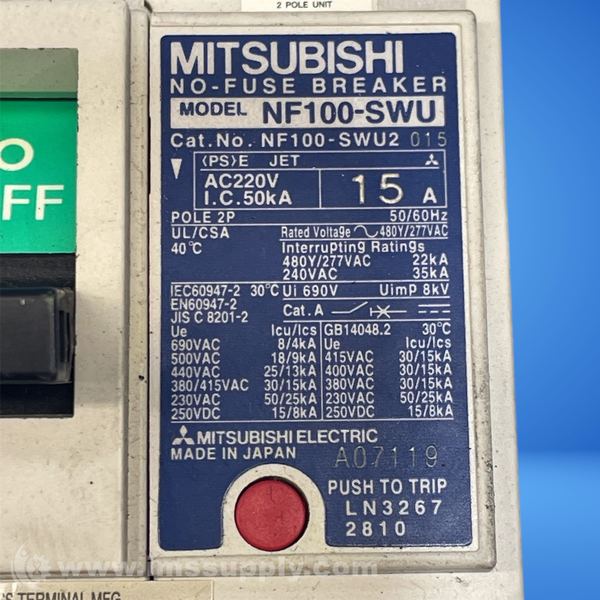 2 POLE UNIT
MITSUBISHI
NO-FUSE BREAKER
MODEL NF100-SWU
Cat.No. NF100-SWU2 015
<PS>E JET
AC220V
I.C.50kA
15 A
POLE 2P 50/60Hz
UL/CSA Rated Voltage 480Y/277VAC
40℃ Interrupting Ratings
480Y/277VAC 22kA
240VAC 35kA
IEC60947-2 30℃ Ui 690V Uimp 8kV
EN60947-2 Cat. A
JIS C 8201-2
Ue Icu/Ics GB14048.2 30℃
690VAC 8/4kA Ue Icu/Ics
500VAC 18/9kA 415VAC 30/15kA
440VAC 25/13kA 400VAC 30/15kA
380/415VAC 30/15kA 380VAC 30/15kA
230VAC 50/25kA 230VAC 50/25kA
250VDC 15/8kA 250VDC 15/8kA
MITSUBISHI ELECTRIC
MADE IN JAPAN A07119
PUSH TO TRIP
LN3267
2810
O
FF
www.imssupply.com
TERMINAL MFG